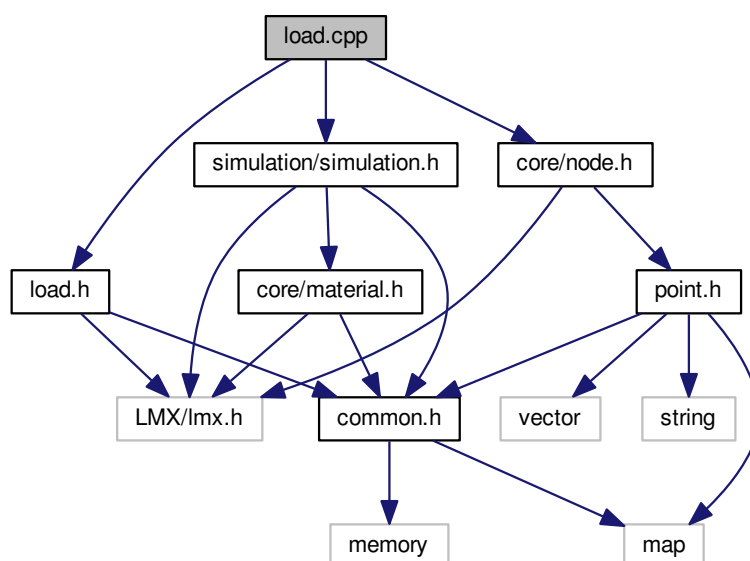 load.cpp
simulation/simulation.h
core/node.h
load.h
core/material.h
point.h
LMX/lmx.h
common.h
vector
string
memory
map